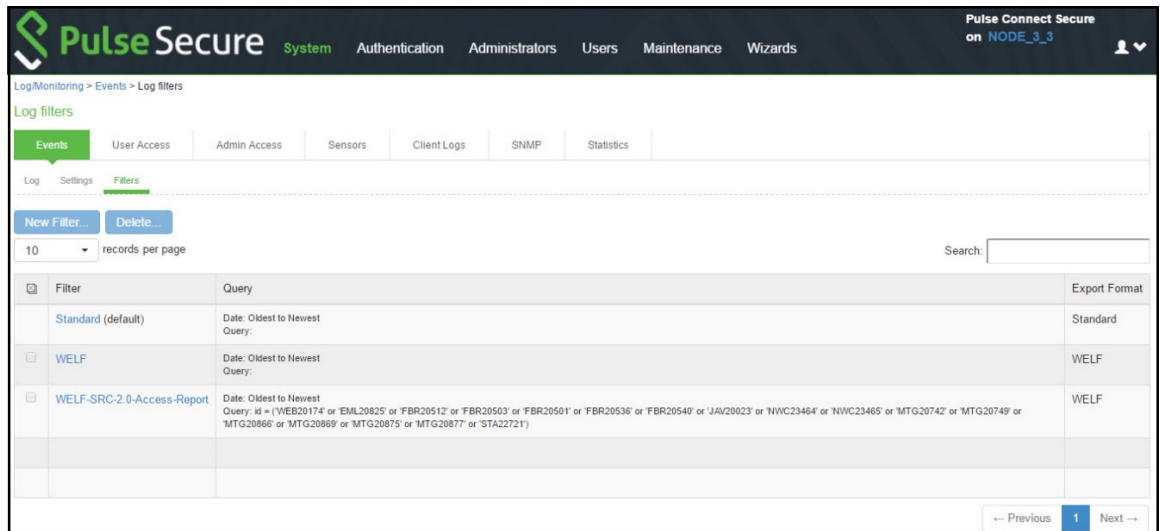 Pulse Secure
System Authentication Administrators Users Maintenance Wizards
Pulse Connect Secure
on NODE_3_3
Log/Monitoring > Events > Log filters
Log filters
Events User Access Admin Access Sensors Client Logs SNMP Statistics
Log Settings Filters
New Filter... Delete...
10 records per page
Search:
Filter Query Export Format
Standard (default) Date: Oldest to Newest Standard
Query:
WELF Date: Oldest to Newest WELF
Query:
WELF-SRC-2.0-Access-Report Date: Oldest to Newest WELF
Query: id = ('WEB20174' or 'EML20825' or 'FBR20512' or 'FBR20503' or 'FBR20501' or 'FBR20536' or 'FBR20540' or 'JAV20023' or 'NWC23464' or 'NWC23465' or 'MTG20742' or 'MTG20749' or
'MTG20866' or 'MTG20869' or 'MTG20875' or 'MTG20877' or 'STA22721')
← Previous 1 Next →